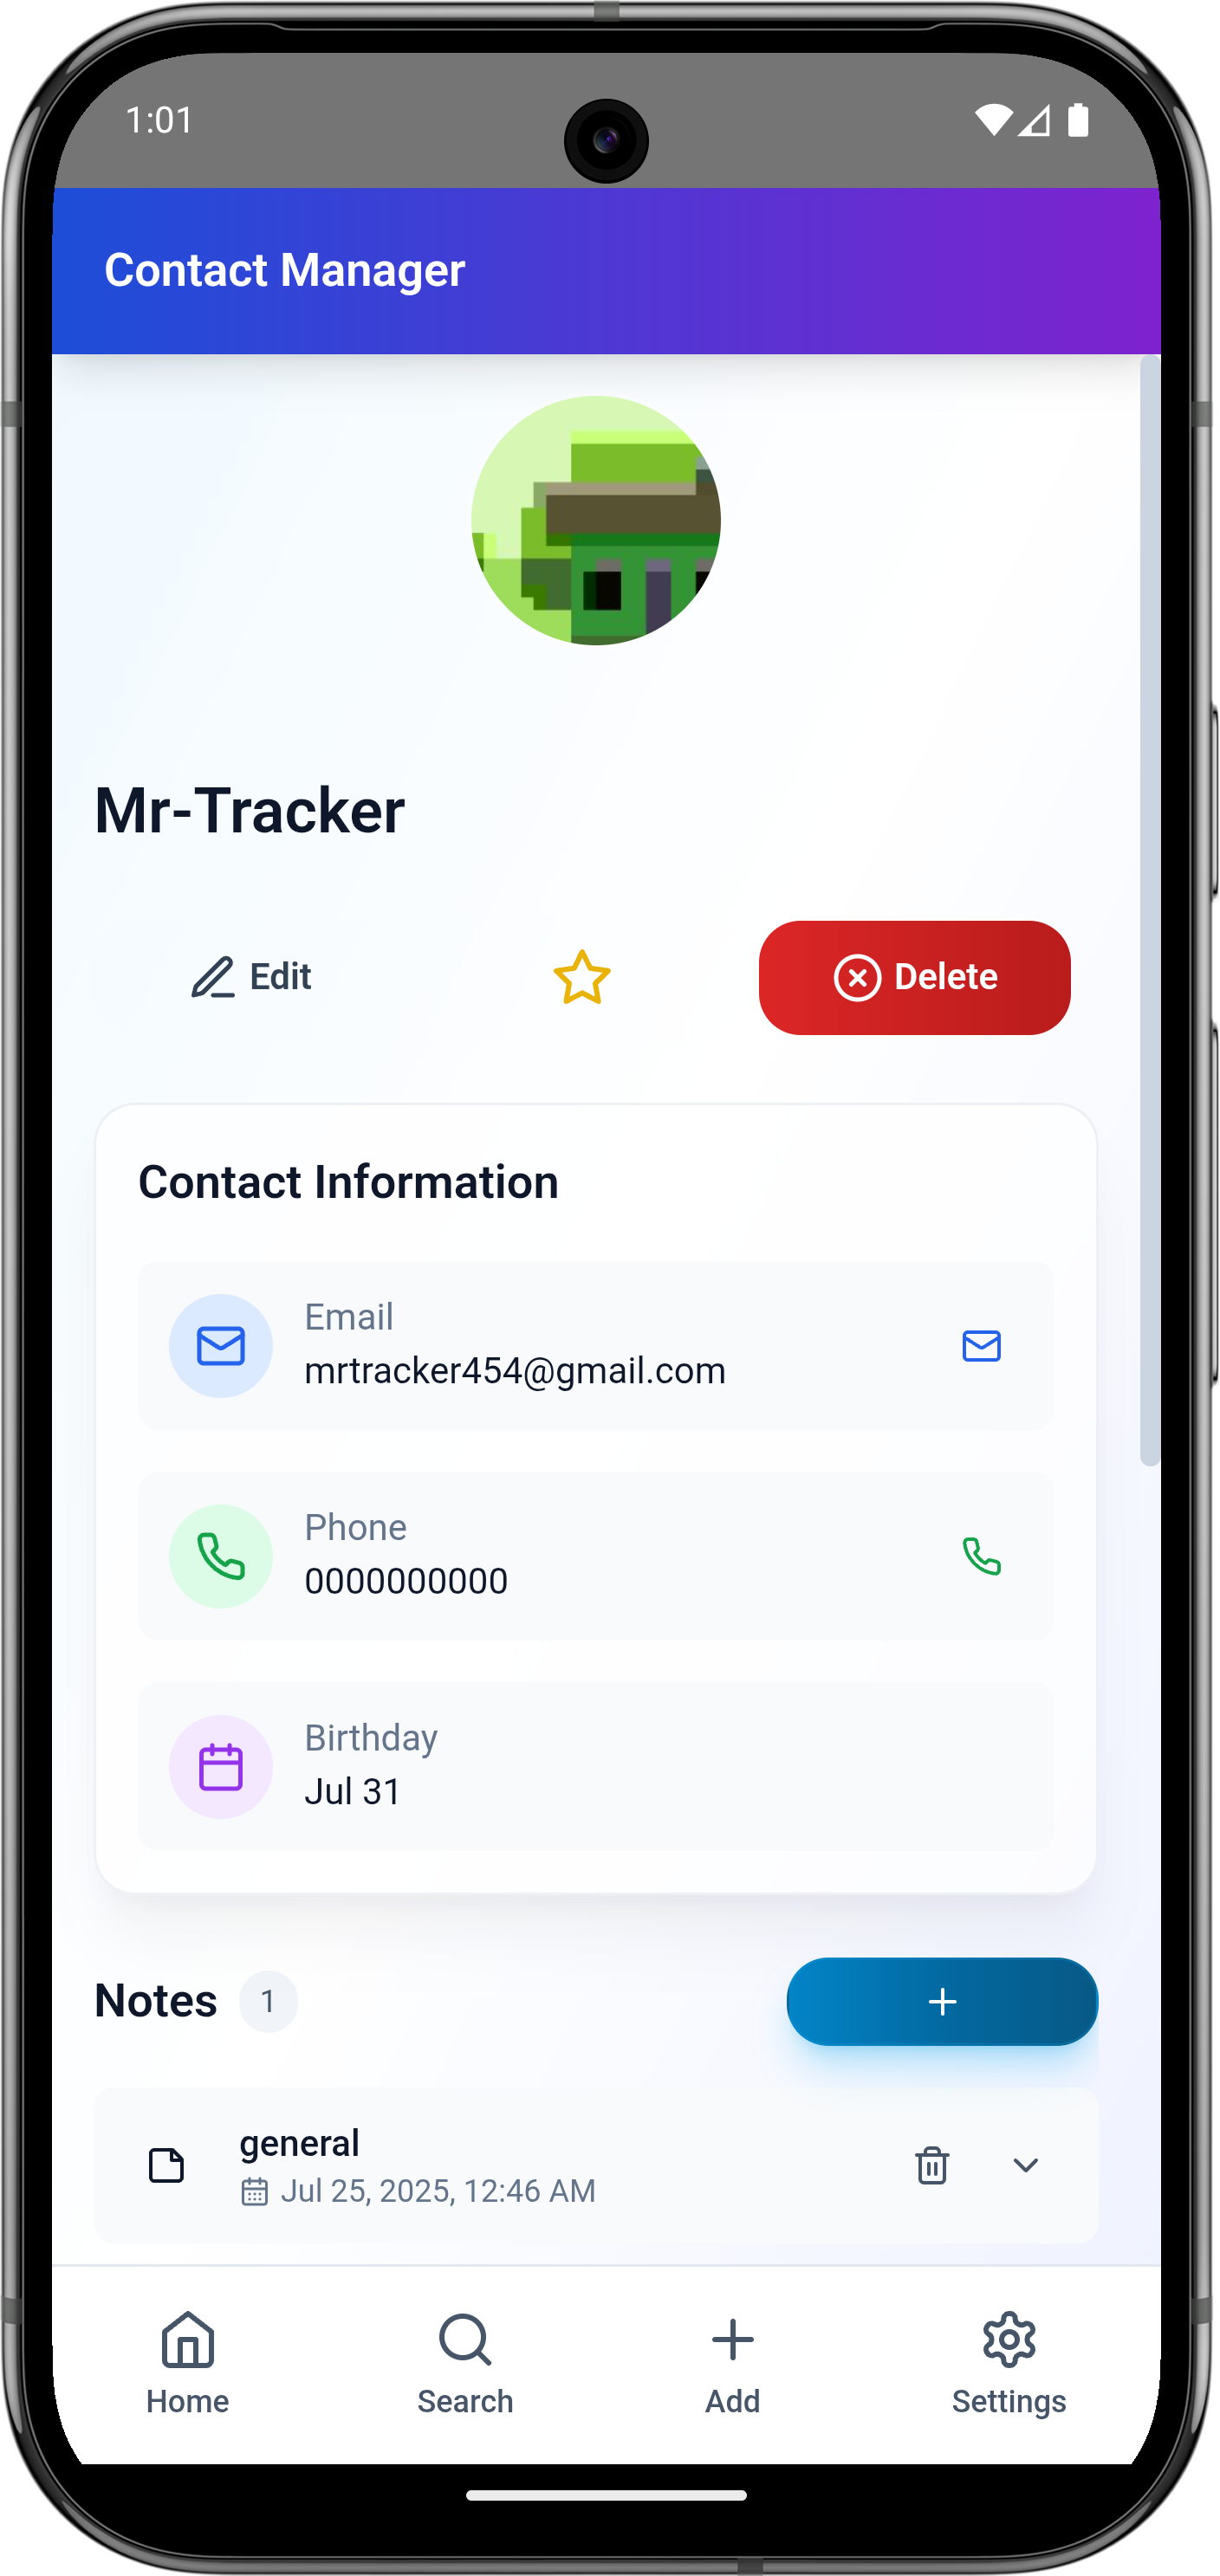 1:01
Contact Manager
Mr-Tracker
Edit
Delete
Contact Information
Email
mrtracker454@gmail.com
Phone
0000000000
Birthday
Jul 31
Notes 1
general
Jul 25, 2025, 12:46 AM
Home Search Add Settings